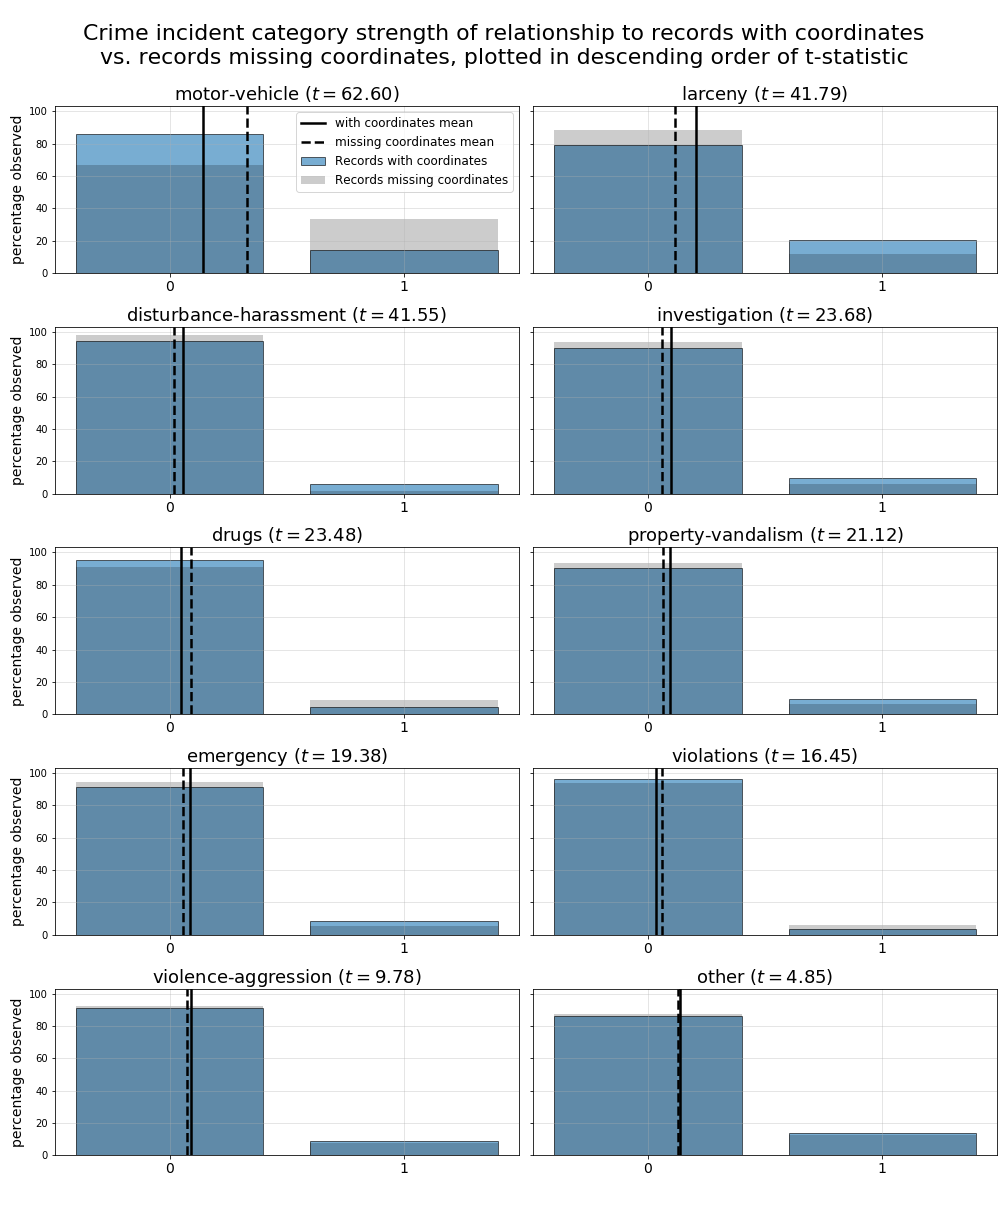 Crime incident category strength of relationship to records with coordinates
vs. records missing coordinates, plotted in descending order of t-statistic
motor-vehicle (t = 62.60)
percentage observed
100
80
60
40
20
0
with coordinates mean
missing coordinates mean
Records with coordinates
Records missing coordinates
0
1
larceny (t = 41.79)
0
1
disturbance-harassment (t = 41.55)
percentage observed
100
80
60
40
20
0
0
1
investigation (t = 23.68)
0
1
drugs (t = 23.48)
percentage observed
100
80
60
40
20
0
0
1
property-vandalism (t = 21.12)
0
1
emergency (t = 19.38)
percentage observed
100
80
60
40
20
0
0
1
violations (t = 16.45)
0
1
violence-aggression (t = 9.78)
percentage observed
100
80
60
40
20
0
0
1
other (t = 4.85)
0
1